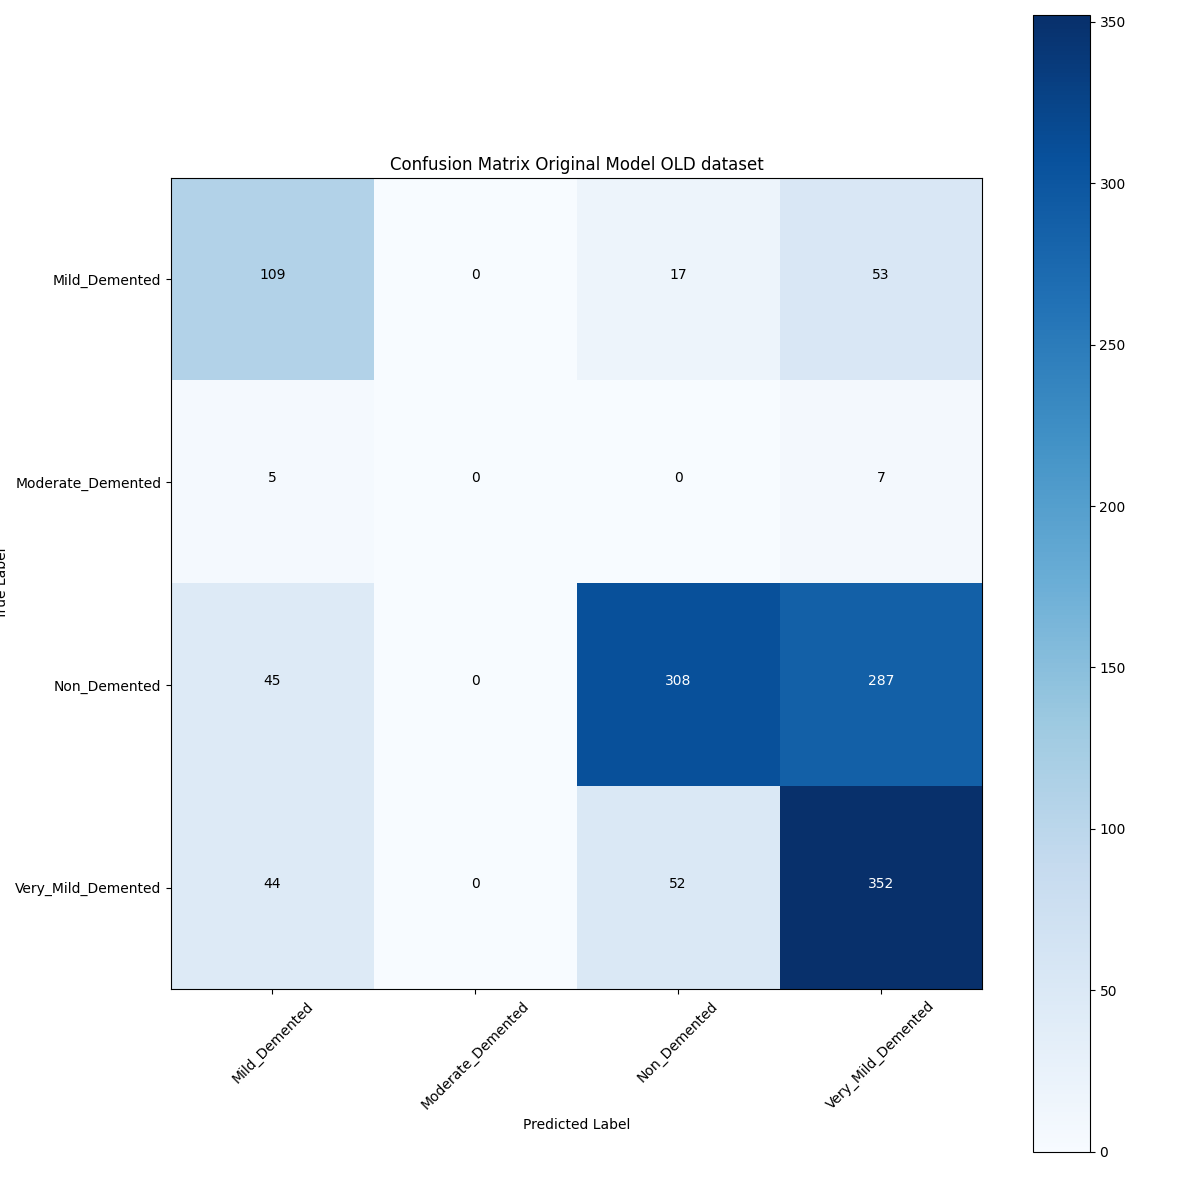 Confusion Matrix Original Model OLD dataset
Mild_Demented 109 0 17 53
Moderate_Demented 5 0 0 7
Non_Demented 45 0 308 287
Very_Mild_Demented 44 0 52 352
Mild_Demented Moderate_Demented Non_Demented Very_Mild_Demented
Predicted Label
True Label
350
300
250
200
150
100
50
0